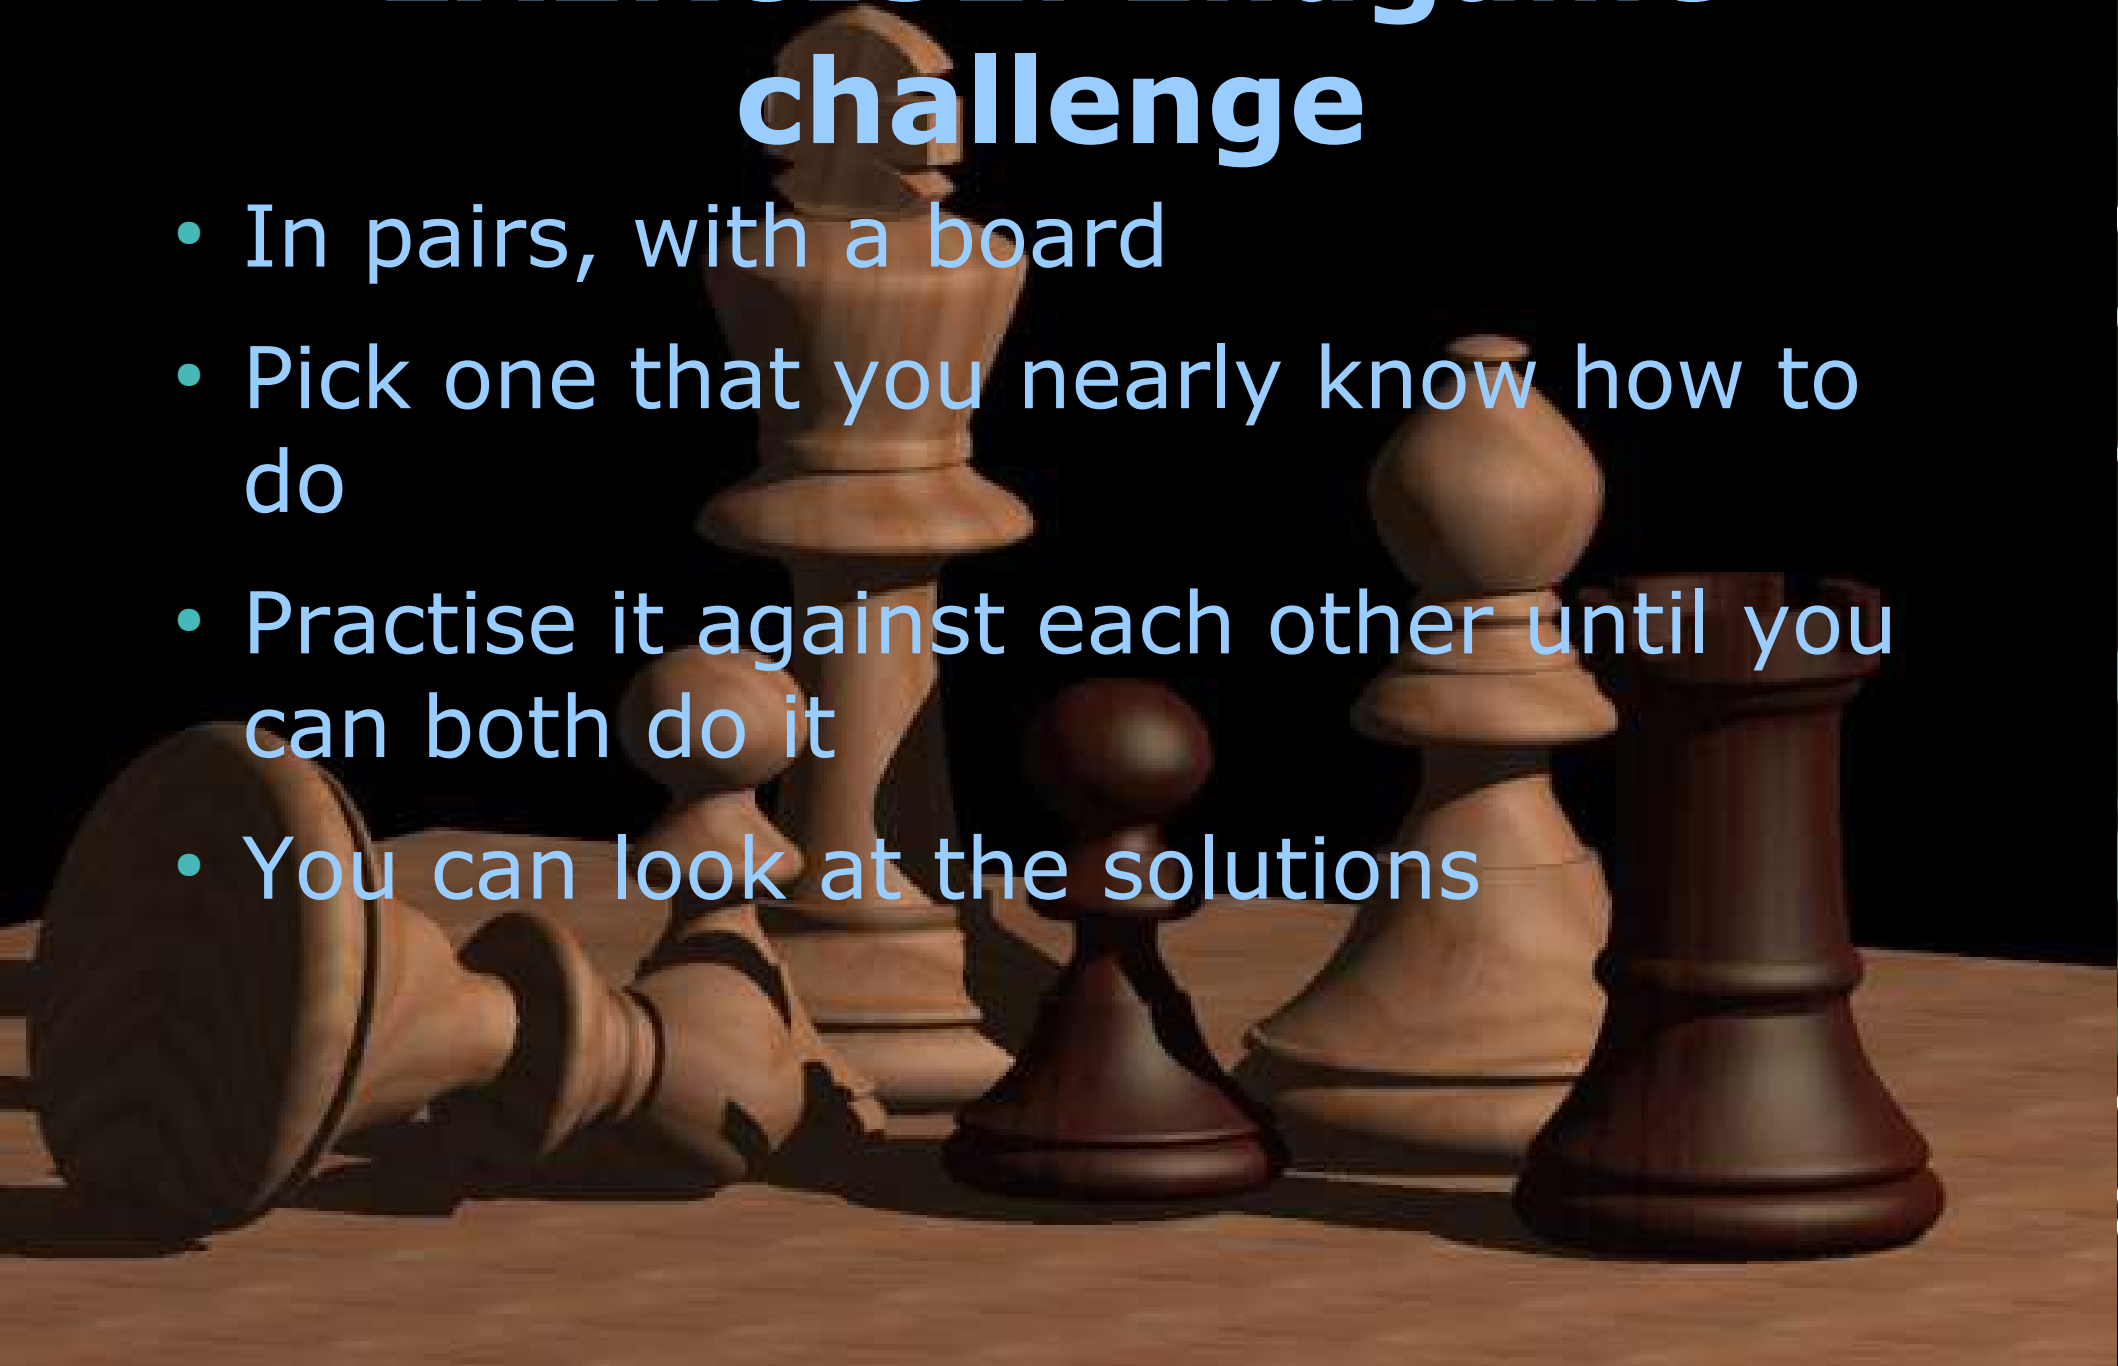 Endgame
challenge
• In pairs, with a board
• Pick one that you nearly know how to
do
• Practise it against each other until you
can both do it
• You can look at the solutions